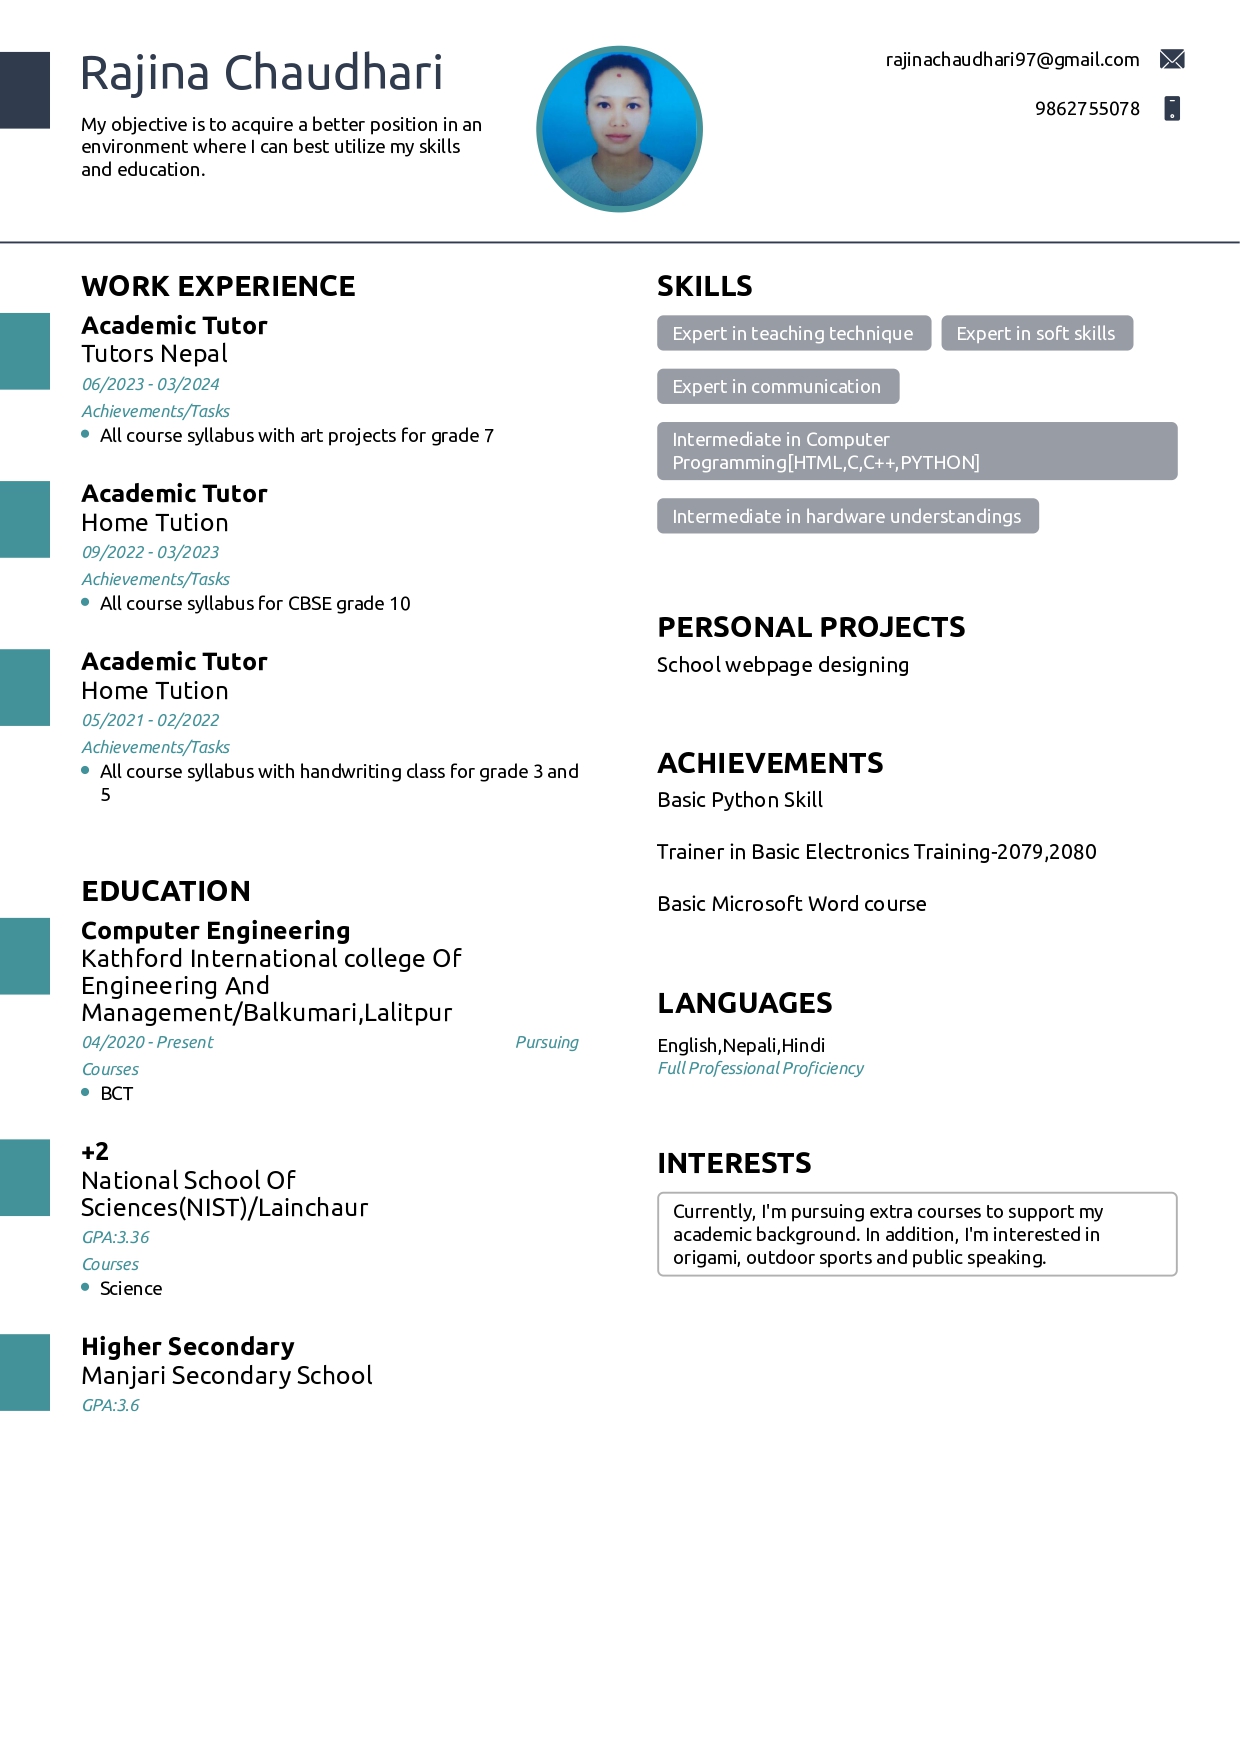 Rajina Chaudhari
My objective is to acquire a better position in an
environment where I can best utilize my skills
and education.
rajinachaudhari97@gmail.com
9862755078
WORK EXPERIENCE
Academic Tutor
Tutors Nepal
06/2023 - 03/2024
Achievements/Tasks
All course syllabus with art projects for grade 7
Academic Tutor
Home Tution
09/2022 - 03/2023
Achievements/Tasks
All course syllabus for CBSE grade 10
Academic Tutor
Home Tution
05/2021 - 02/2022
Achievements/Tasks
All course syllabus with handwriting class for grade 3 and
5
EDUCATION
Computer Engineering
Kathford International college Of
Engineering And
Management/Balkumari,Lalitpur
04/2020 - Present Pursuing
Courses
BCT
+2
National School Of
Sciences(NIST)/Lainchaur
GPA:3.36
Courses
Science
Higher Secondary
Manjari Secondary School
GPA:3.6
SKILLS
Expert in teaching technique Expert in soft skills
Expert in communication
Intermediate in Computer
Programming[HTML,C,C++,PYTHON]
Intermediate in hardware understandings
PERSONAL PROJECTS
School webpage designing
ACHIEVEMENTS
Basic Python Skill
Trainer in Basic Electronics Training-2079,2080
Basic Microsoft Word course
LANGUAGES
English,Nepali,Hindi
Full Professional Proficiency
INTERESTS
Currently, I'm pursuing extra courses to support my
academic background. In addition, I'm interested in
origami, outdoor sports and public speaking.